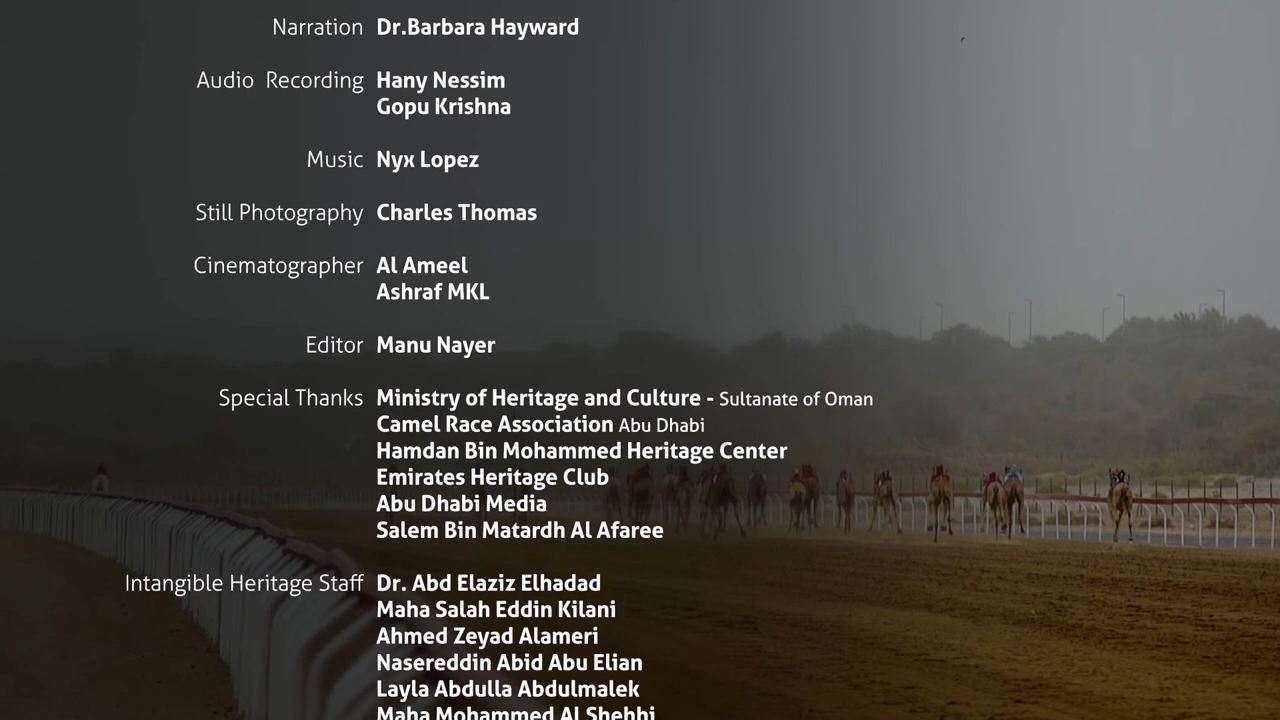 Narration Dr.Barbara Hayward
Audio Recording Hany Nessim
Gopu Krishna
Music Nyx Lopez
Still Photography Charles Thomas
Cinematographer Al Ameel
Ashraf MKL
Editor Manu Nayer
Special Thanks Ministry of Heritage and Culture - Sultanate of Oman
Camel Race Association Abu Dhabi
Hamdan Bin Mohammed Heritage Center
Emirates Heritage Club
Abu Dhabi Media
Salem Bin Matardh Al Afaree
Intangible Heritage Staff Dr. Abd Elaziz Elhadad
Maha Salah Eddin Kilani
Ahmed Zeyad Alameri
Nasereddin Abid Abu Elian
Layla Abdulla Abdulmalek
Maha Mohammed Al Shehhi